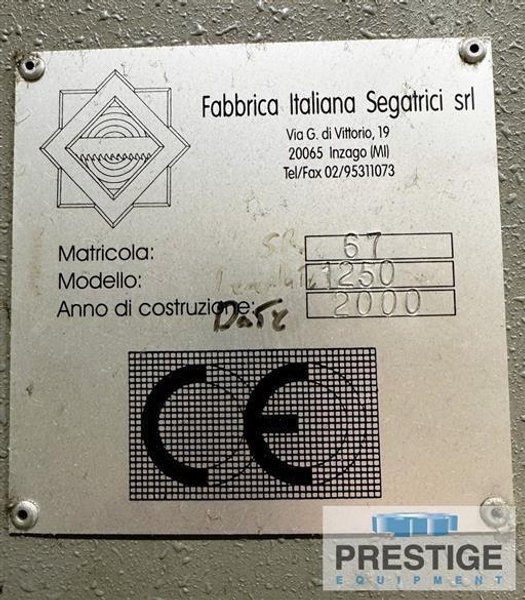 Fabbrica Italiana Segatrici srl
Via G. di Vittorio, 19
20065 Inzago (MI)
Tel/Fax 02/95311073
Matricola: 67
Modello: 1250
Anno di costruzione: 2000
Date
CE
PRESTIGE
EQUIPMENT